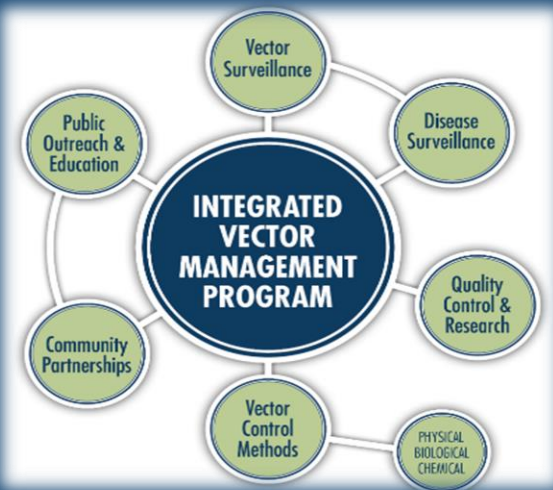 Vector
Surveillance
Disease
Surveillance
Public
Outreach &
Education
INTEGRATED
VECTOR
MANAGEMENT
PROGRAM
Quality
Control &
Research
Community
Partnerships
Vector
Control
Methods
PHYSICAL
BIOLOGICAL
CHEMICAL